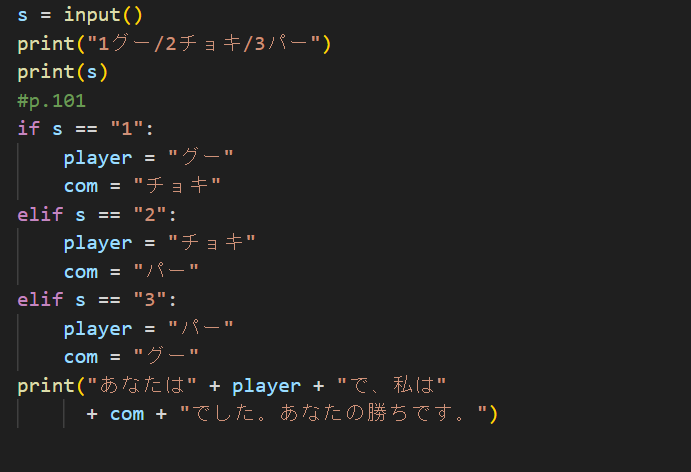 s = input()
print("1グー/2チョキ/3パー")
print(s)
#p.101
if s == "1":
    player = "グー"
    com = "チョキ"
elif s == "2":
    player = "チョキ"
    com = "パー"
elif s == "3":
    player = "パー"
    com = "グー"
print("あなたは" + player + "で、私は"
      + com + "でした。あなたの勝ちです。")